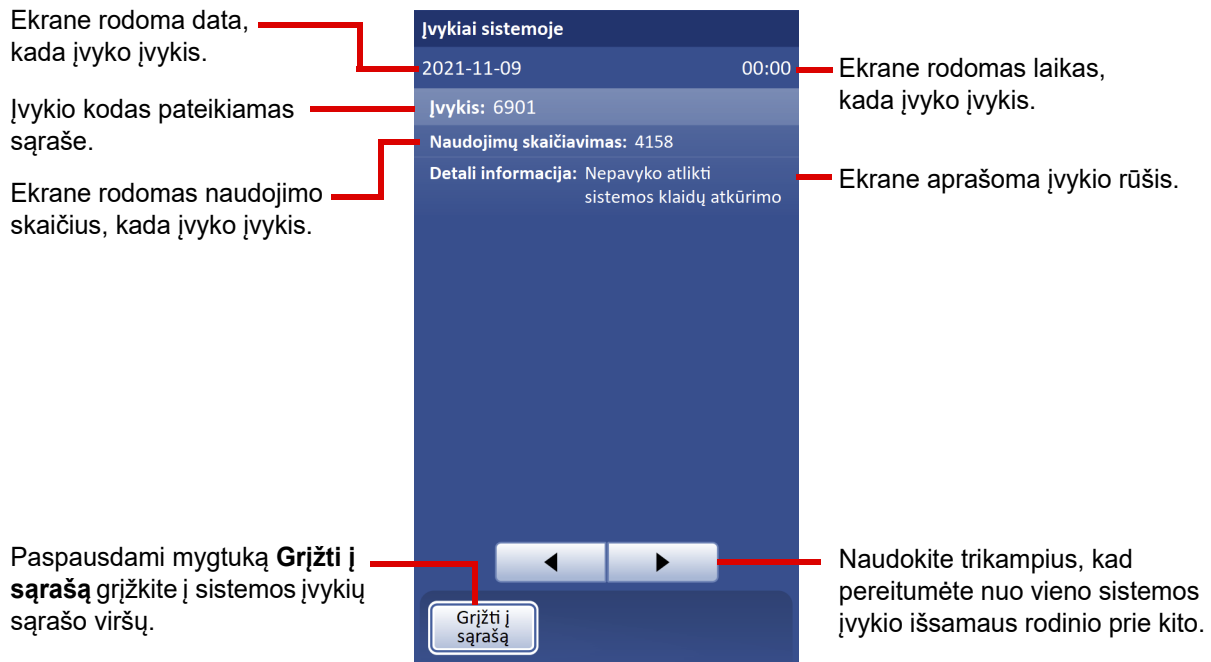 Ekrane rodoma data,
kada įvyko įvykis.
Įvykio kodas pateikiamas
sąraše.
Ekrane rodomas naudojimo
skaičius, kada įvyko įvykis.
Įvykiai sistemoje
2021-11-09 00:00
Įvykis: 6901
Naudojimų skaičiavimas: 4158
Detali informacija: Nepavyko atlikti
sistemos klaidų atkūrimo
Ekrane rodomas laikas,
kada įvyko įvykis.
Ekrane aprašoma įvykio rūšis.
Paspausdami mygtuką Grįžti į
sąrašą grįžkite į sistemos įvykių
sąrašo viršų.
Grįžti į
sąrašą
Naudokite trikampius, kad
pereitumėte nuo vieno sistemos
įvykio išsamaus rodinio prie kito.